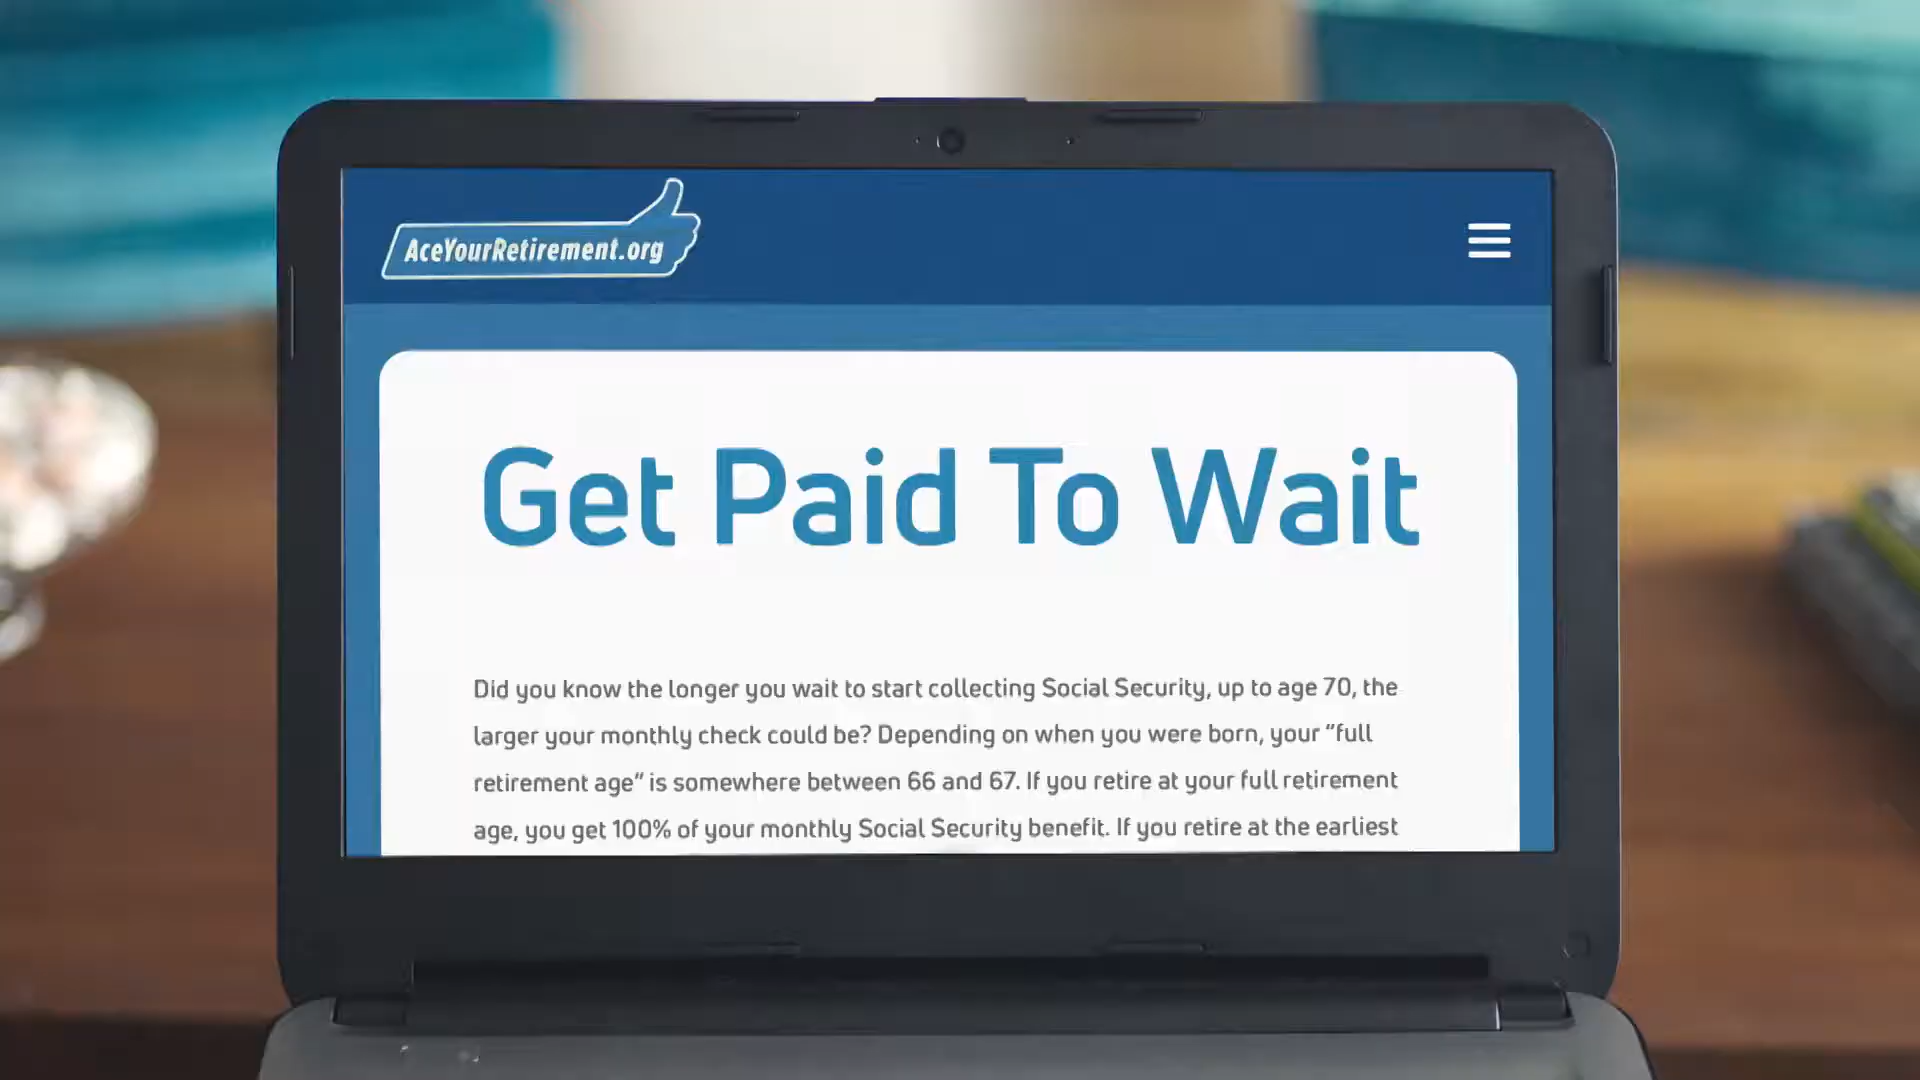 AceYourRetirement.org
Get Paid To Wait
Did you know the longer you wait to start collecting Social Security, up to age 70, the
larger your monthly check could be? Depending on when you were born, your “full
retirement age” is somewhere between 66 and 67. If you retire at your full retirement
age, you get 100% of your monthly Social Security benefit. If you retire at the earliest